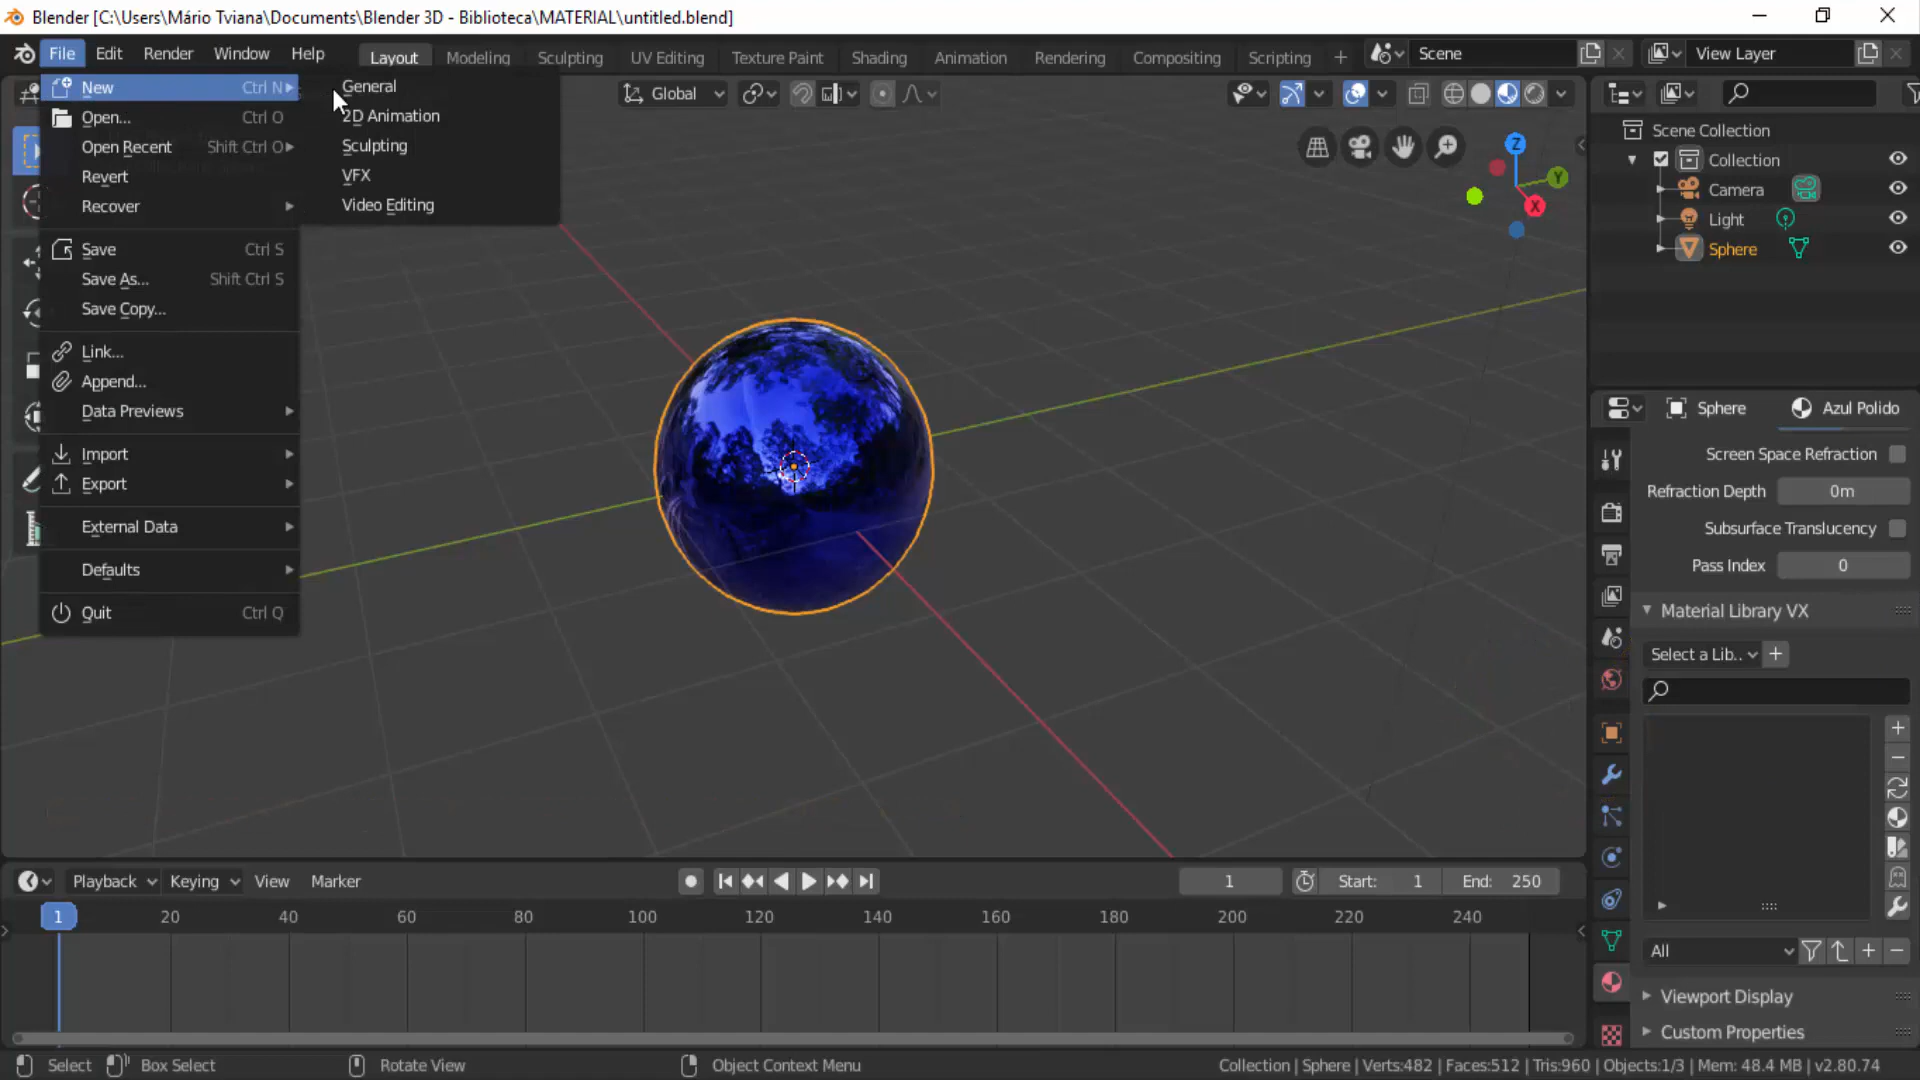 Blender [C:\Users\Mário Tviana\Documents\Blender 3D - Biblioteca\MATERIAL\untitled.blend]
File Edit Render Window Help Layout Modeling Sculpting UV Editing Texture Paint Shading Animation Rendering Compositing Scripting + Scene View Layer
New Ctrl N
Open... Ctrl O
Open Recent Shift Ctrl O
Revert
Recover
Save Ctrl S
Save As... Shift Ctrl S
Save Copy...
Link...
Append...
Data Previews
Import
Export
External Data
Defaults
Quit Ctrl Q
General
2D Animation
Sculpting
VFX
Video Editing
Global
Z
Y
X
Scene Collection
Collection
Camera
Light
Sphere
Sphere Azul Polido
Screen Space Refraction
Refraction Depth 0m
Subsurface Translucency
Pass Index 0
Material Library VX
Select a Lib..
All
Viewport Display
Custom Properties
Playback Keying View Marker 1 Start: 1 End: 250
1 20 40 60 80 100 120 140 160 180 200 220 240
Select Box Select Rotate View Object Context Menu Collection | Sphere | Verts:482 | Faces:512 | Tris:960 | Objects:1/3 | Mem: 48.4 MB | v2.80.74